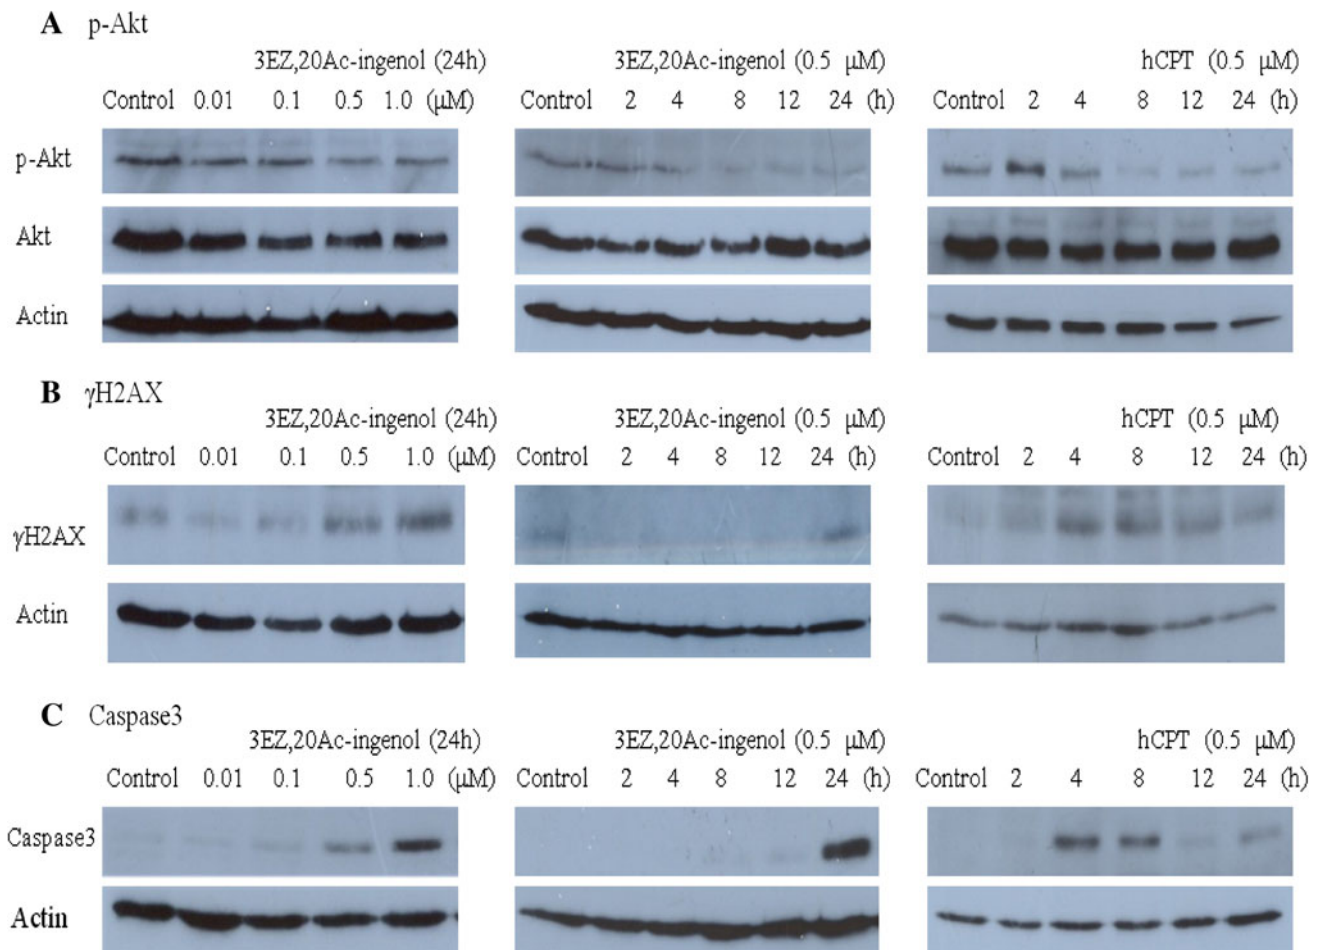 A p-Akt
3EZ,20Ac-ingenol (24h) 3EZ,20Ac-ingenol (0.5 μM) hCPT (0.5 μM)
Control 0.01 0.1 0.5 1.0 (μM) Control 2 4 8 12 24 (h) Control 2 4 8 12 24 (h)
p-Akt
Akt
Actin
B γH2AX
3EZ,20Ac-ingenol (24h) 3EZ,20Ac-ingenol (0.5 μM) hCPT (0.5 μM)
Control 0.01 0.1 0.5 1.0 (μM) Control 2 4 8 12 24 (h) Control 2 4 8 12 24 (h)
γH2AX
Actin
C Caspase3
3EZ,20Ac-ingenol (24h) 3EZ,20Ac-ingenol (0.5 μM) hCPT (0.5 μM)
Control 0.01 0.1 0.5 1.0 (μM) Control 2 4 8 12 24 (h) Control 2 4 8 12 24 (h)
Caspase3
Actin